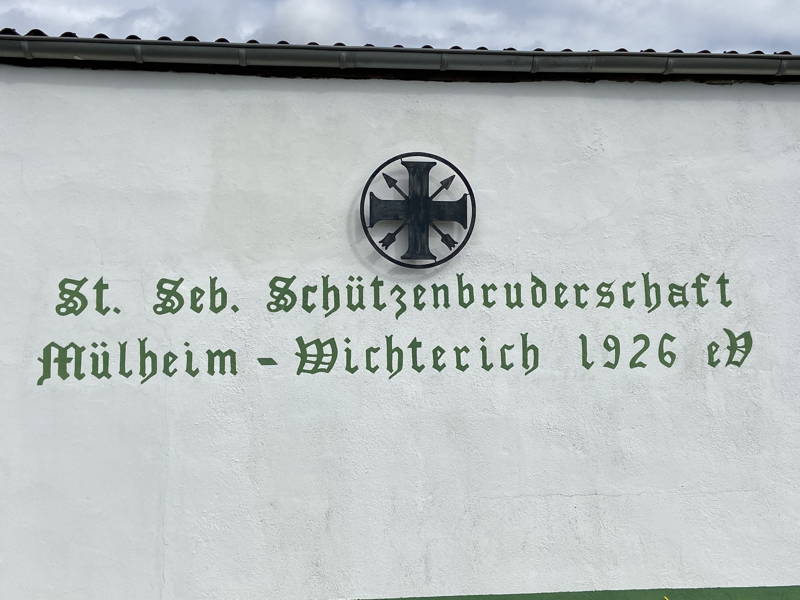 St. Seb. Schützenbruderschaft
Mülheim - Wichterich 1926 eV